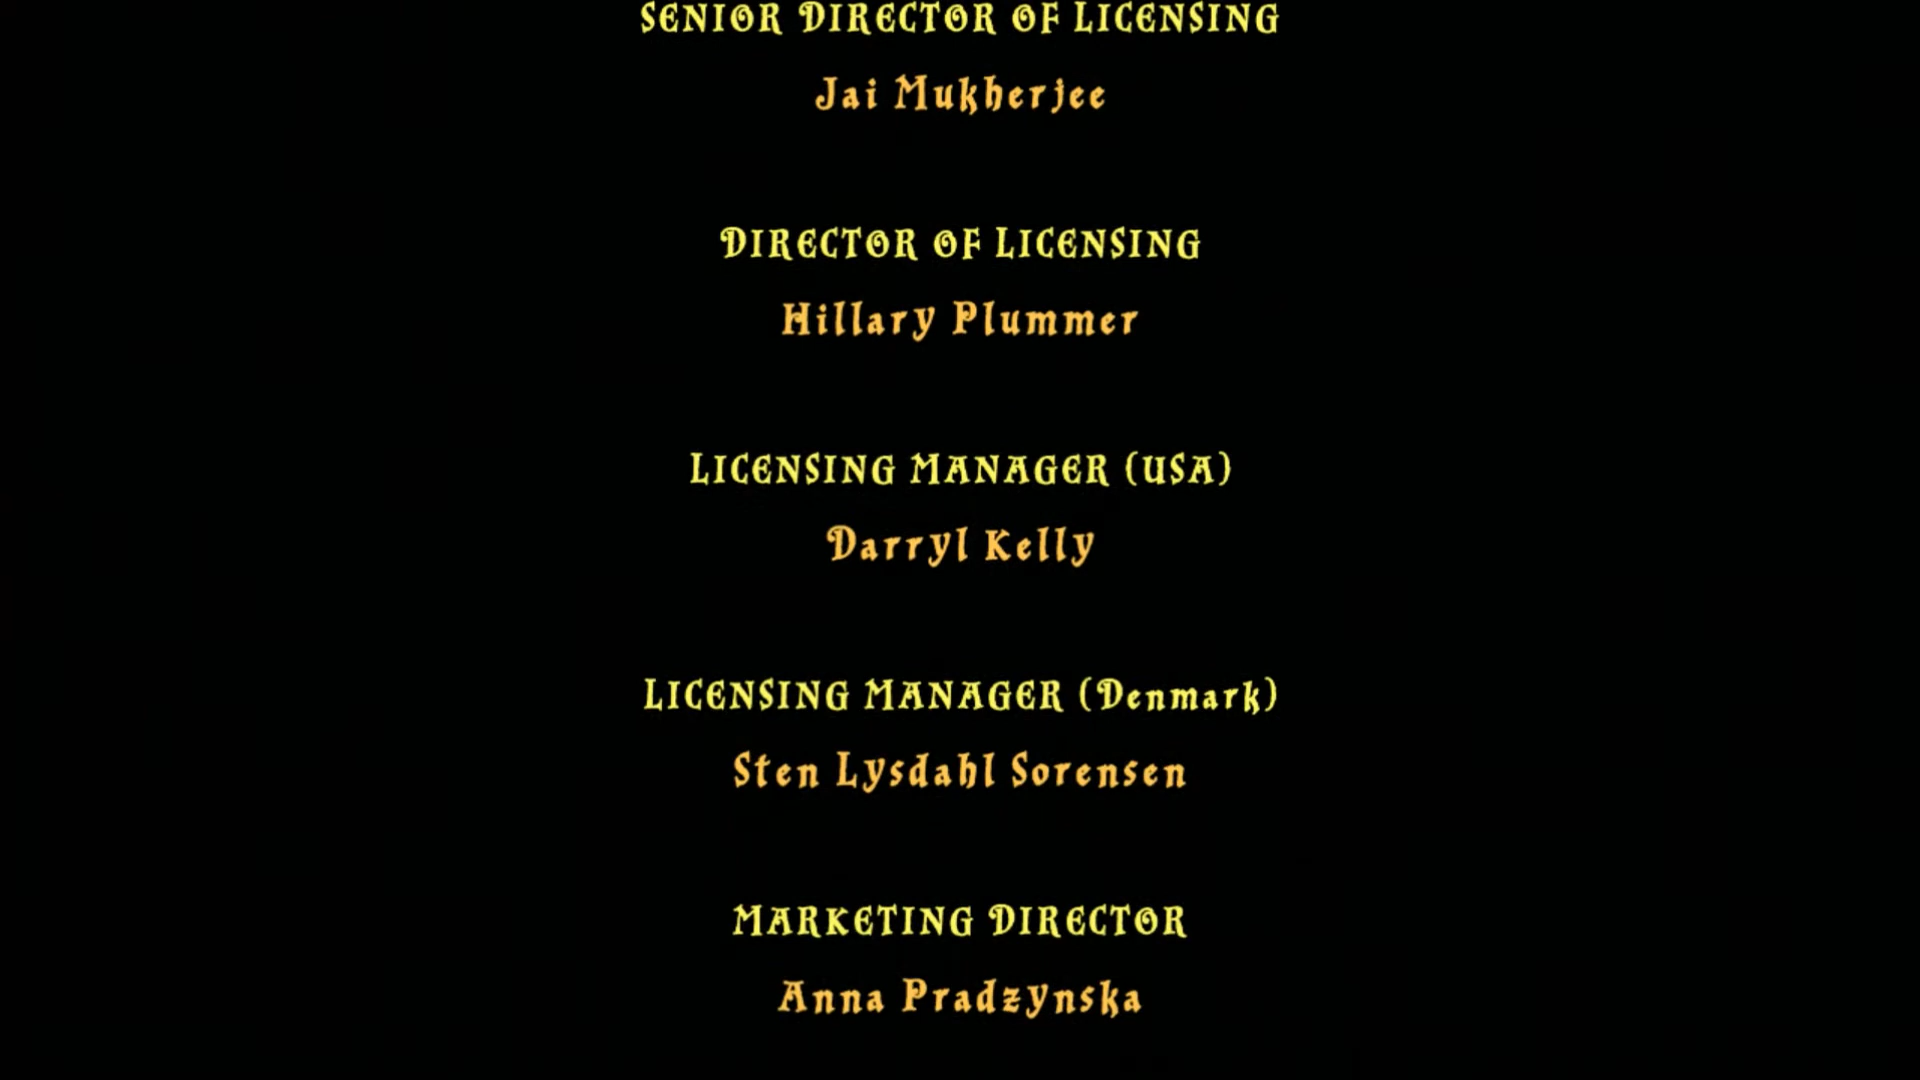 SENIOR DIRECTOR OF LICENSING
Jai Mukherjee
DIRECTOR OF LICENSING
Hillary Plummer
LICENSING MANAGER (USA)
Darryl Kelly
LICENSING MANAGER (Denmark)
Sten Lysdahl Sorensen
MARKETING DIRECTOR
Anna Pradzynska